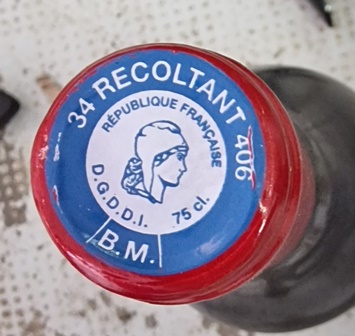 34 RECOLTANT 406
RÉPUBLIQUE FRANÇAISE
D.G.D.D.I. 75 cl.
B.M.